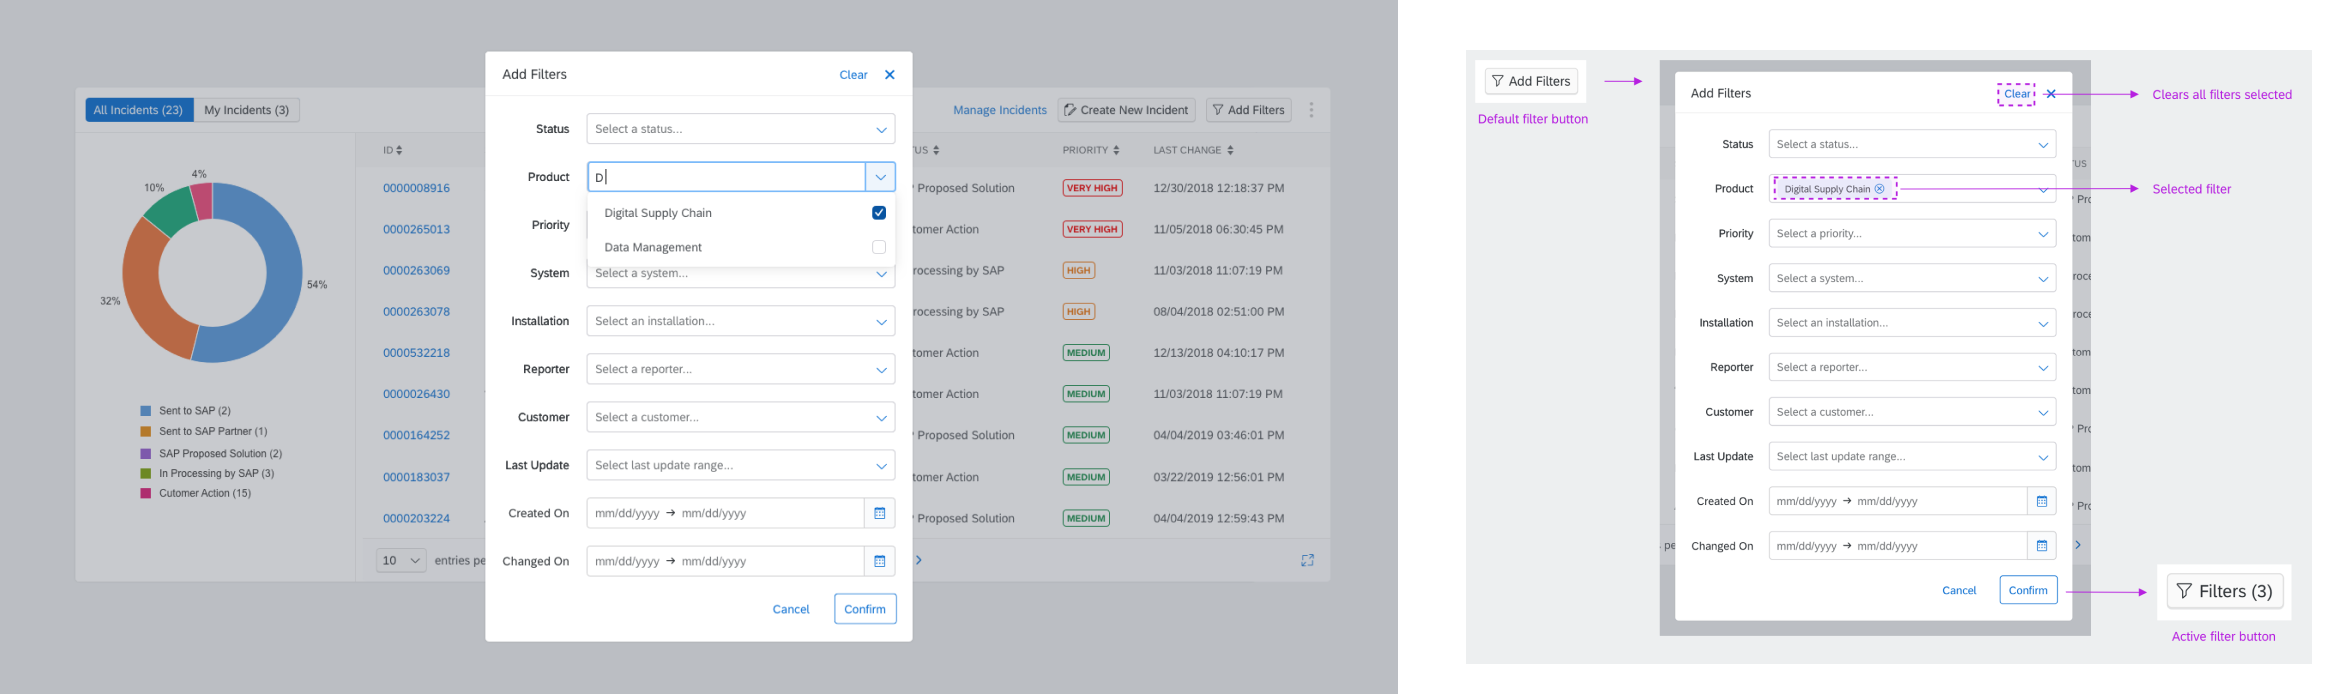 Add Filters
Clear
All Incidents (23)
My Incidents (3)
Manage Incidents
Create New Incident
Add Filters
Status
Select a status...
ID
PRIORITY
LAST CHANGE
Product
D
0000008916
Proposed Solution
VERY HIGH
12/30/2018 12:18:37 PM
Digital Supply Chain
Data Management
Priority
0000265013
tomer Action
VERY HIGH
11/05/2018 06:30:45 PM
System
Select a system...
0000263069
rocessing by SAP
HIGH
11/03/2018 11:07:19 PM
Installation
Select an installation...
0000263078
rocessing by SAP
HIGH
08/04/2018 02:51:00 PM
Reporter
Select a reporter...
0000532218
tomer Action
MEDIUM
12/13/2018 04:10:17 PM
Customer
Select a customer...
0000026430
tomer Action
MEDIUM
11/03/2018 11:07:19 PM
0000164252
Proposed Solution
MEDIUM
04/04/2019 03:46:01 PM
Last Update
Select last update range...
0000183037
tomer Action
MEDIUM
03/22/2019 12:56:01 PM
Created On
mm/dd/yyyy → mm/dd/yyyy
0000203224
Proposed Solution
MEDIUM
04/04/2019 12:59:43 PM
Changed On
mm/dd/yyyy → mm/dd/yyyy
10
entries pe
Cancel
Confirm
4%
10%
54%
32%
Sent to SAP (2)
Sent to SAP Partner (1)
SAP Proposed Solution (2)
In Processing by SAP (3)
Cutomer Action (15)
Add Filters
Default filter button
Add Filters
Clear
Clears all filters selected
Status
Select a status...
Product
Digital Supply Chain
Selected filter
Priority
Select a priority...
System
Select a system...
Installation
Select an installation...
Reporter
Select a reporter...
Customer
Select a customer...
Last Update
Select last update range...
Created On
mm/dd/yyyy → mm/dd/yyyy
Changed On
mm/dd/yyyy → mm/dd/yyyy
Cancel
Confirm
Filters (3)
Active filter button